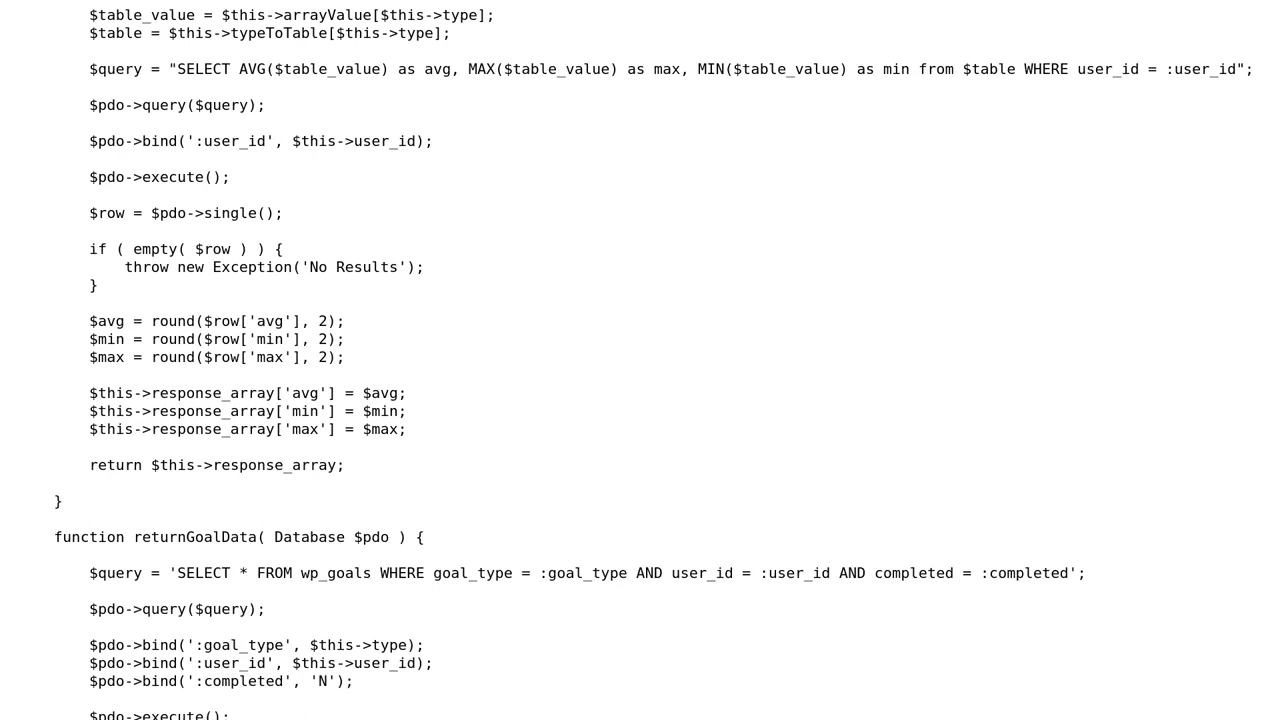 $table_value = $this->arrayValue[$this->type];
$table = $this->typeToTable[$this->type];
$query = "SELECT AVG($table_value) as avg, MAX($table_value) as max, MIN($table_value) as min from $table WHERE user_id = :user_id";
$pdo->query($query);
$pdo->bind(':user_id', $this->user_id);
$pdo->execute();
$row = $pdo->single();
if ( empty( $row ) ) {
throw new Exception('No Results');
}
$avg = round($row['avg'], 2);
$min = round($row['min'], 2);
$max = round($row['max'], 2);
$this->response_array['avg'] = $avg;
$this->response_array['min'] = $min;
$this->response_array['max'] = $max;
return $this->response_array;
}
function returnGoalData( Database $pdo ) {
$query = 'SELECT * FROM wp_goals WHERE goal_type = :goal_type AND user_id = :user_id AND completed = :completed';
$pdo->query($query);
$pdo->bind(':goal_type', $this->type);
$pdo->bind(':user_id', $this->user_id);
$pdo->bind(':completed', 'N');
$pdo->execute();